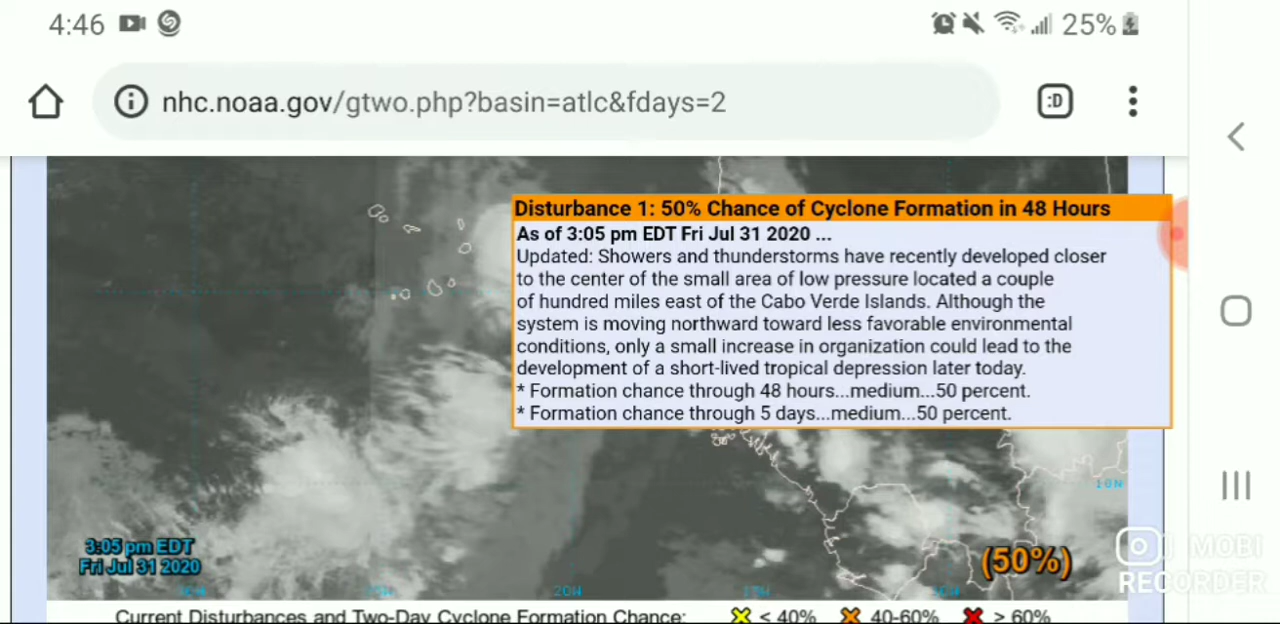 4:46
25%
nhc.noaa.gov/gtwo.php?basin=atlc&fdays=2
:D
Disturbance 1: 50% Chance of Cyclone Formation in 48 Hours
As of 3:05 pm EDT Fri Jul 31 2020 ...
Updated: Showers and thunderstorms have recently developed closer
to the center of the small area of low pressure located a couple
of hundred miles east of the Cabo Verde Islands. Although the
system is moving northward toward less favorable environmental
conditions, only a small increase in organization could lead to the
development of a short-lived tropical depression later today.
* Formation chance through 48 hours...medium...50 percent.
* Formation chance through 5 days...medium...50 percent.
10N
3:05 pm EDT
Fri Jul 31 2020
20W
(50%)
MOBI
RECORDER
Current Disturbances and Two-Day Cyclone Formation Chance: < 40% 40-60% > 60%